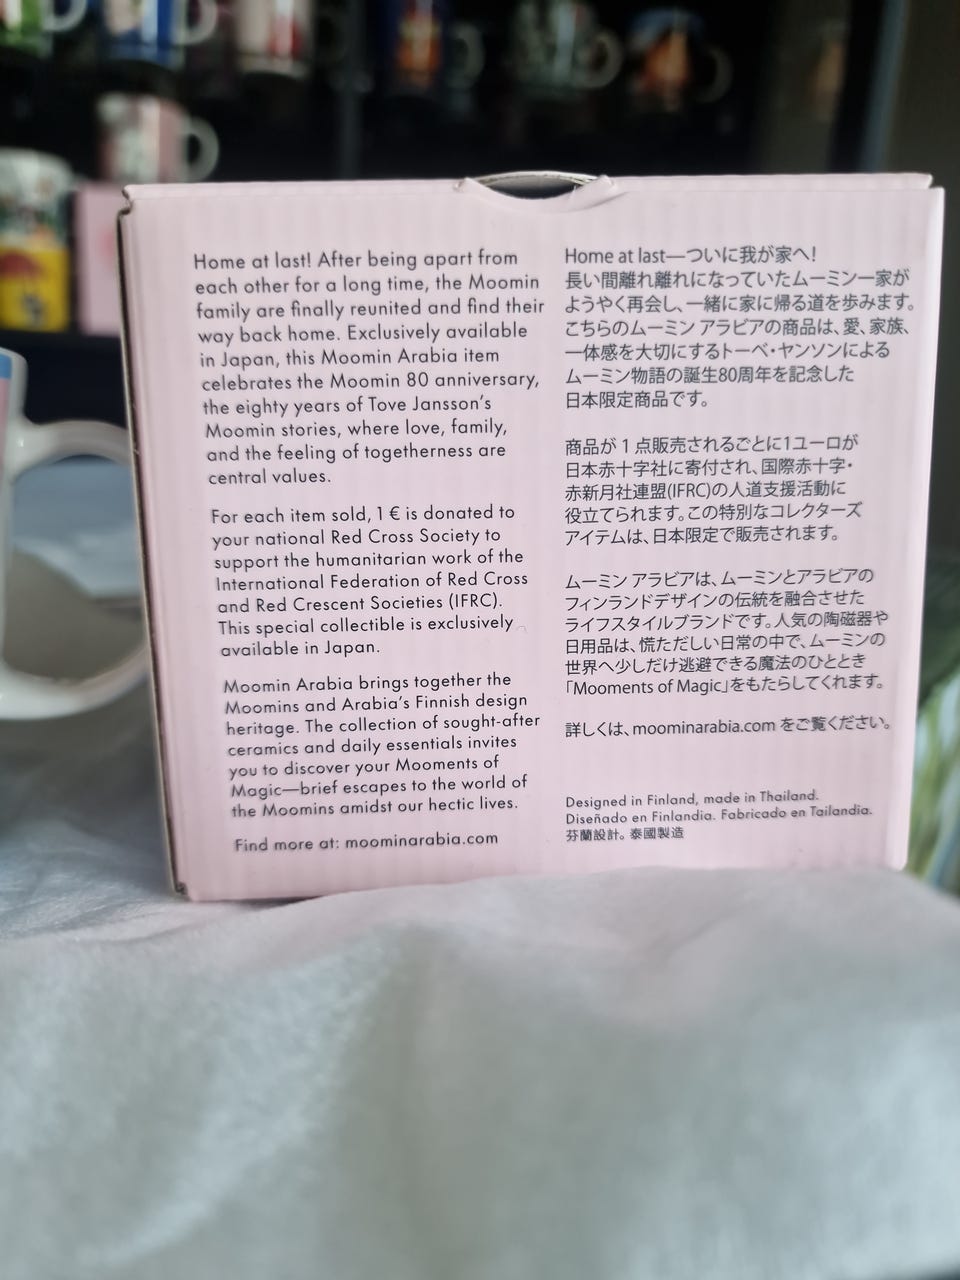 Home at last! After being apart from
each other for a long time, the Moomin
family are finally reunited and find their
way back home. Exclusively available
in Japan, this Moomin Arabia item
celebrates the Moomin 80 anniversary,
the eighty years of Tove Jansson's
Moomin stories, where love, family,
and the feeling of togetherness are
central values.
For each item sold, 1 € is donated to
your national Red Cross Society to
support the humanitarian work of the
International Federation of Red Cross
and Red Crescent Societies (IFRC).
This special collectible is exclusively
available in Japan.
Moomin Arabia brings together the
Moomins and Arabia's Finnish design
heritage. The collection of sought-after
ceramics and daily essentials invites
you to discover your Mooments of
Magic—brief escapes to the world of
the Moomins amidst our hectic lives.
Find more at: moominarabia.com
Home at last—ついに我が家へ!
長い間離れ離れになっていたムーミン一家が
ようやく再会し、一緒に家に帰る道を歩みます。
こちらのムーミン アラビアの商品は、愛、家族、
一体感を大切にするトーベ・ヤンソンによる
ムーミン物語の誕生80周年を記念した
日本限定商品です。
商品が 1 点販売されるごとに1ユーロが
日本赤十字社に寄付され、国際赤十字・
赤新月社連盟(IFRC)の人道支援活動に
役立てられます。この特別なコレクターズ
アイテムは、日本限定で販売されます。
ムーミン アラビアは、ムーミンとアラビアの
フィンランドデザインの伝統を融合させた
ライフスタイルブランドです。人気の陶磁器や
日用品は、慌ただしい日常の中で、ムーミンの
世界へ少しだけ逃避できる魔法のひととき
「Mooments of Magic」をもたらしてくれます。
詳しくは、moominarabia.com をご覧ください。
Designed in Finland, made in Thailand.
Diseñado en Finlandia. Fabricado en Tailandia.
芬蘭設計。泰國製造